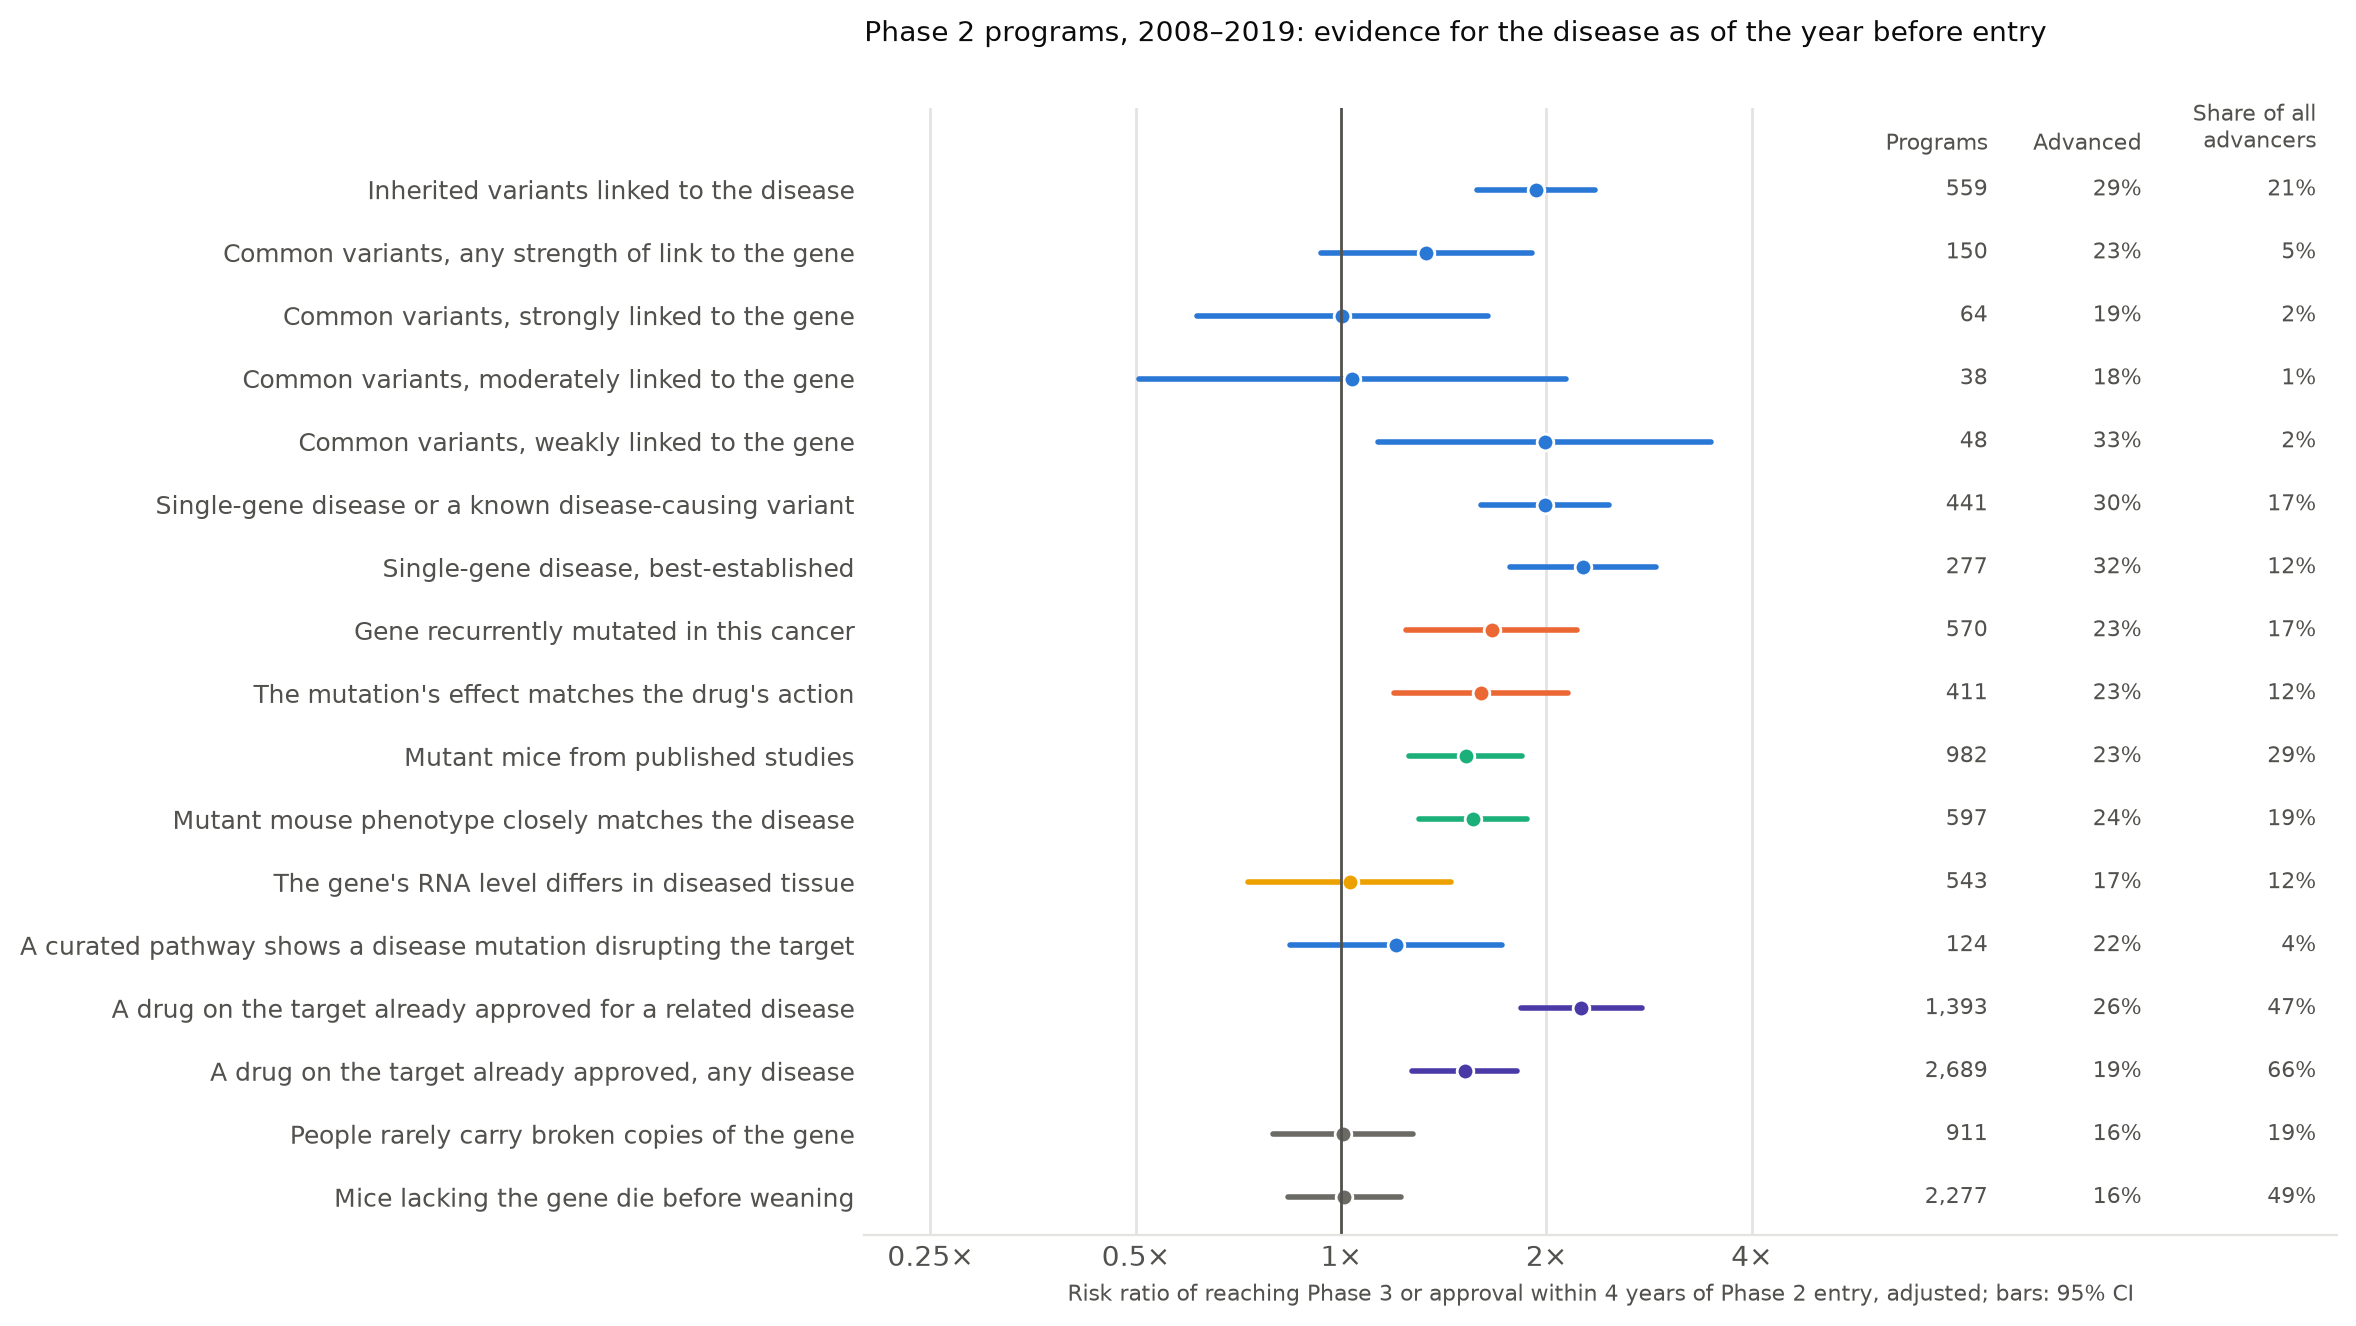 Phase 2 programs, 2008–2019: evidence for the disease as of the year before entry
Programs Advanced Share of all
advancers
Inherited variants linked to the disease 559 29% 21%
Common variants, any strength of link to the gene 150 23% 5%
Common variants, strongly linked to the gene 64 19% 2%
Common variants, moderately linked to the gene 38 18% 1%
Common variants, weakly linked to the gene 48 33% 2%
Single-gene disease or a known disease-causing variant 441 30% 17%
Single-gene disease, best-established 277 32% 12%
Gene recurrently mutated in this cancer 570 23% 17%
The mutation's effect matches the drug's action 411 23% 12%
Mutant mice from published studies 982 23% 29%
Mutant mouse phenotype closely matches the disease 597 24% 19%
The gene's RNA level differs in diseased tissue 543 17% 12%
A curated pathway shows a disease mutation disrupting the target 124 22% 4%
A drug on the target already approved for a related disease 1,393 26% 47%
A drug on the target already approved, any disease 2,689 19% 66%
People rarely carry broken copies of the gene 911 16% 19%
Mice lacking the gene die before weaning 2,277 16% 49%
0.25× 0.5× 1× 2× 4×
Risk ratio of reaching Phase 3 or approval within 4 years of Phase 2 entry, adjusted; bars: 95% CI